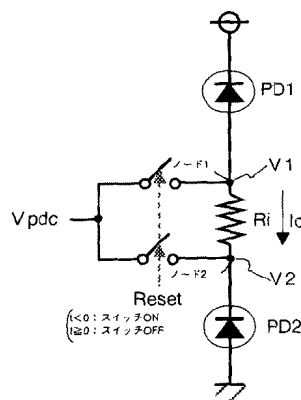 PD1
ノード1
V1
Vpdc
Ri
Ic
ノード2
V2
Reset
t<0:スイッチON
t≧0:スイッチOFF
PD2